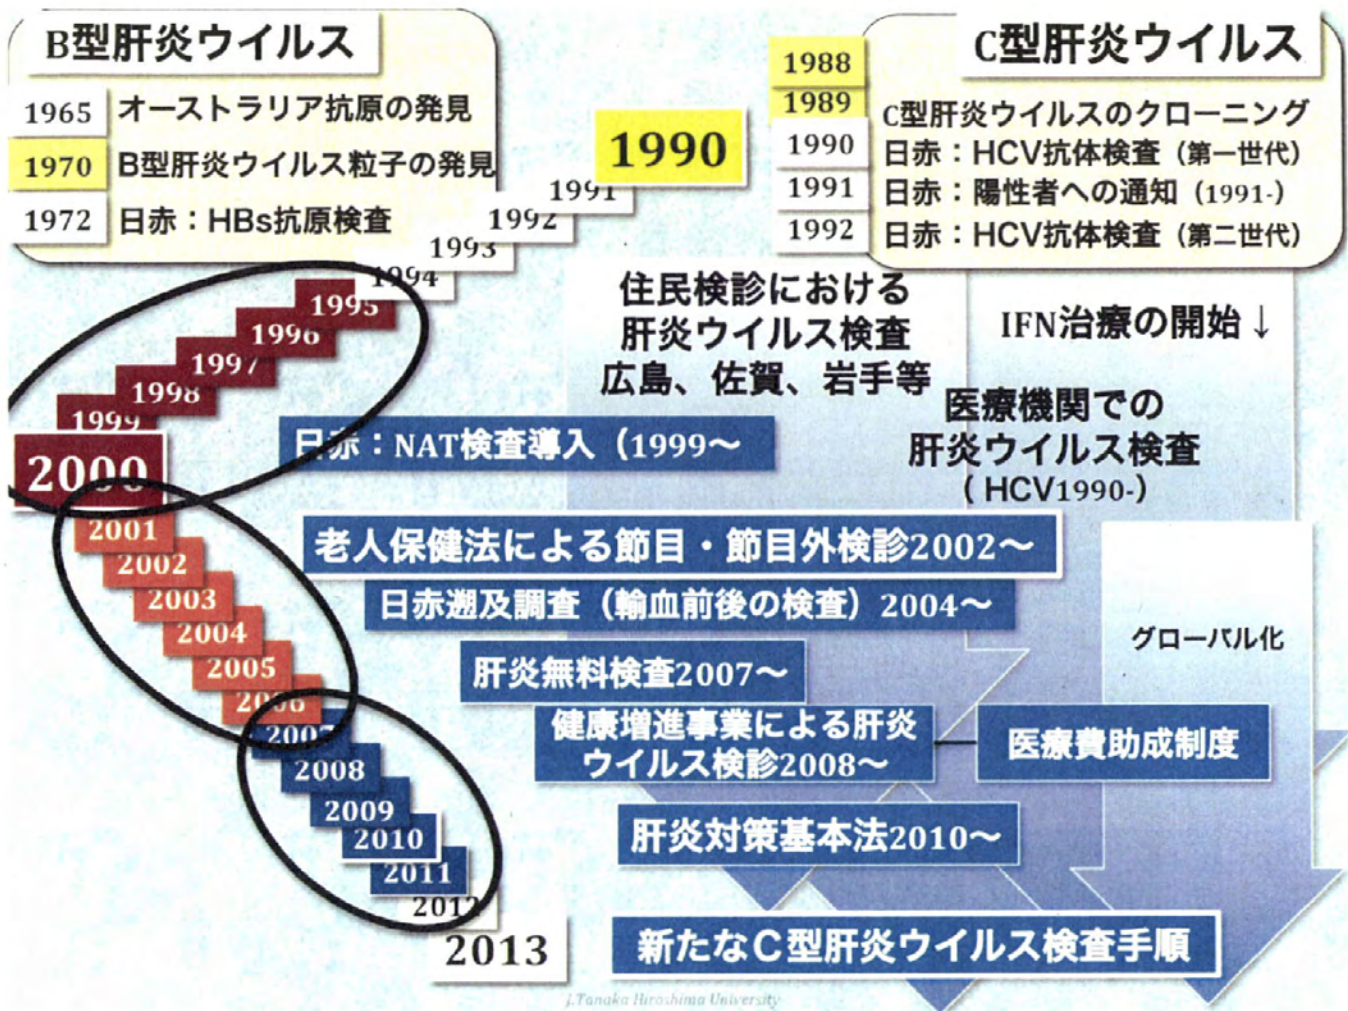 B型肝炎ウイルス
1965 オーストラリア抗原の発見
1970 B型肝炎ウイルス粒子の発見
1972 日赤：HBs抗原検査
C型肝炎ウイルス
1988
1989 C型肝炎ウイルスのクローニング
1990 日赤：HCV抗体検査（第一世代）
1991 日赤：陽性者への通知（1991-）
1992 日赤：HCV抗体検査（第二世代）
1990
1991
1992
1993
1994
1995
1996
1997
1998
1999
2000
2001
2002
2003
2004
2005
2006
2007
2008
2009
2010
2011
2012
2013
住民検診における
肝炎ウイルス検査
広島、佐賀、岩手等
IFN治療の開始↓
医療機関での
肝炎ウイルス検査
（HCV1990-）
日赤：NAT検査導入（1999～
老人保健法による節目・節目外検診2002～
日赤遡及調査（輸血前後の検査）2004～
グローバル化
肝炎無料検査2007～
健康増進事業による肝炎
ウイルス検診2008～
医療費助成制度
肝炎対策基本法2010～
新たなC型肝炎ウイルス検査手順
J.Tanaka Hiroshima University